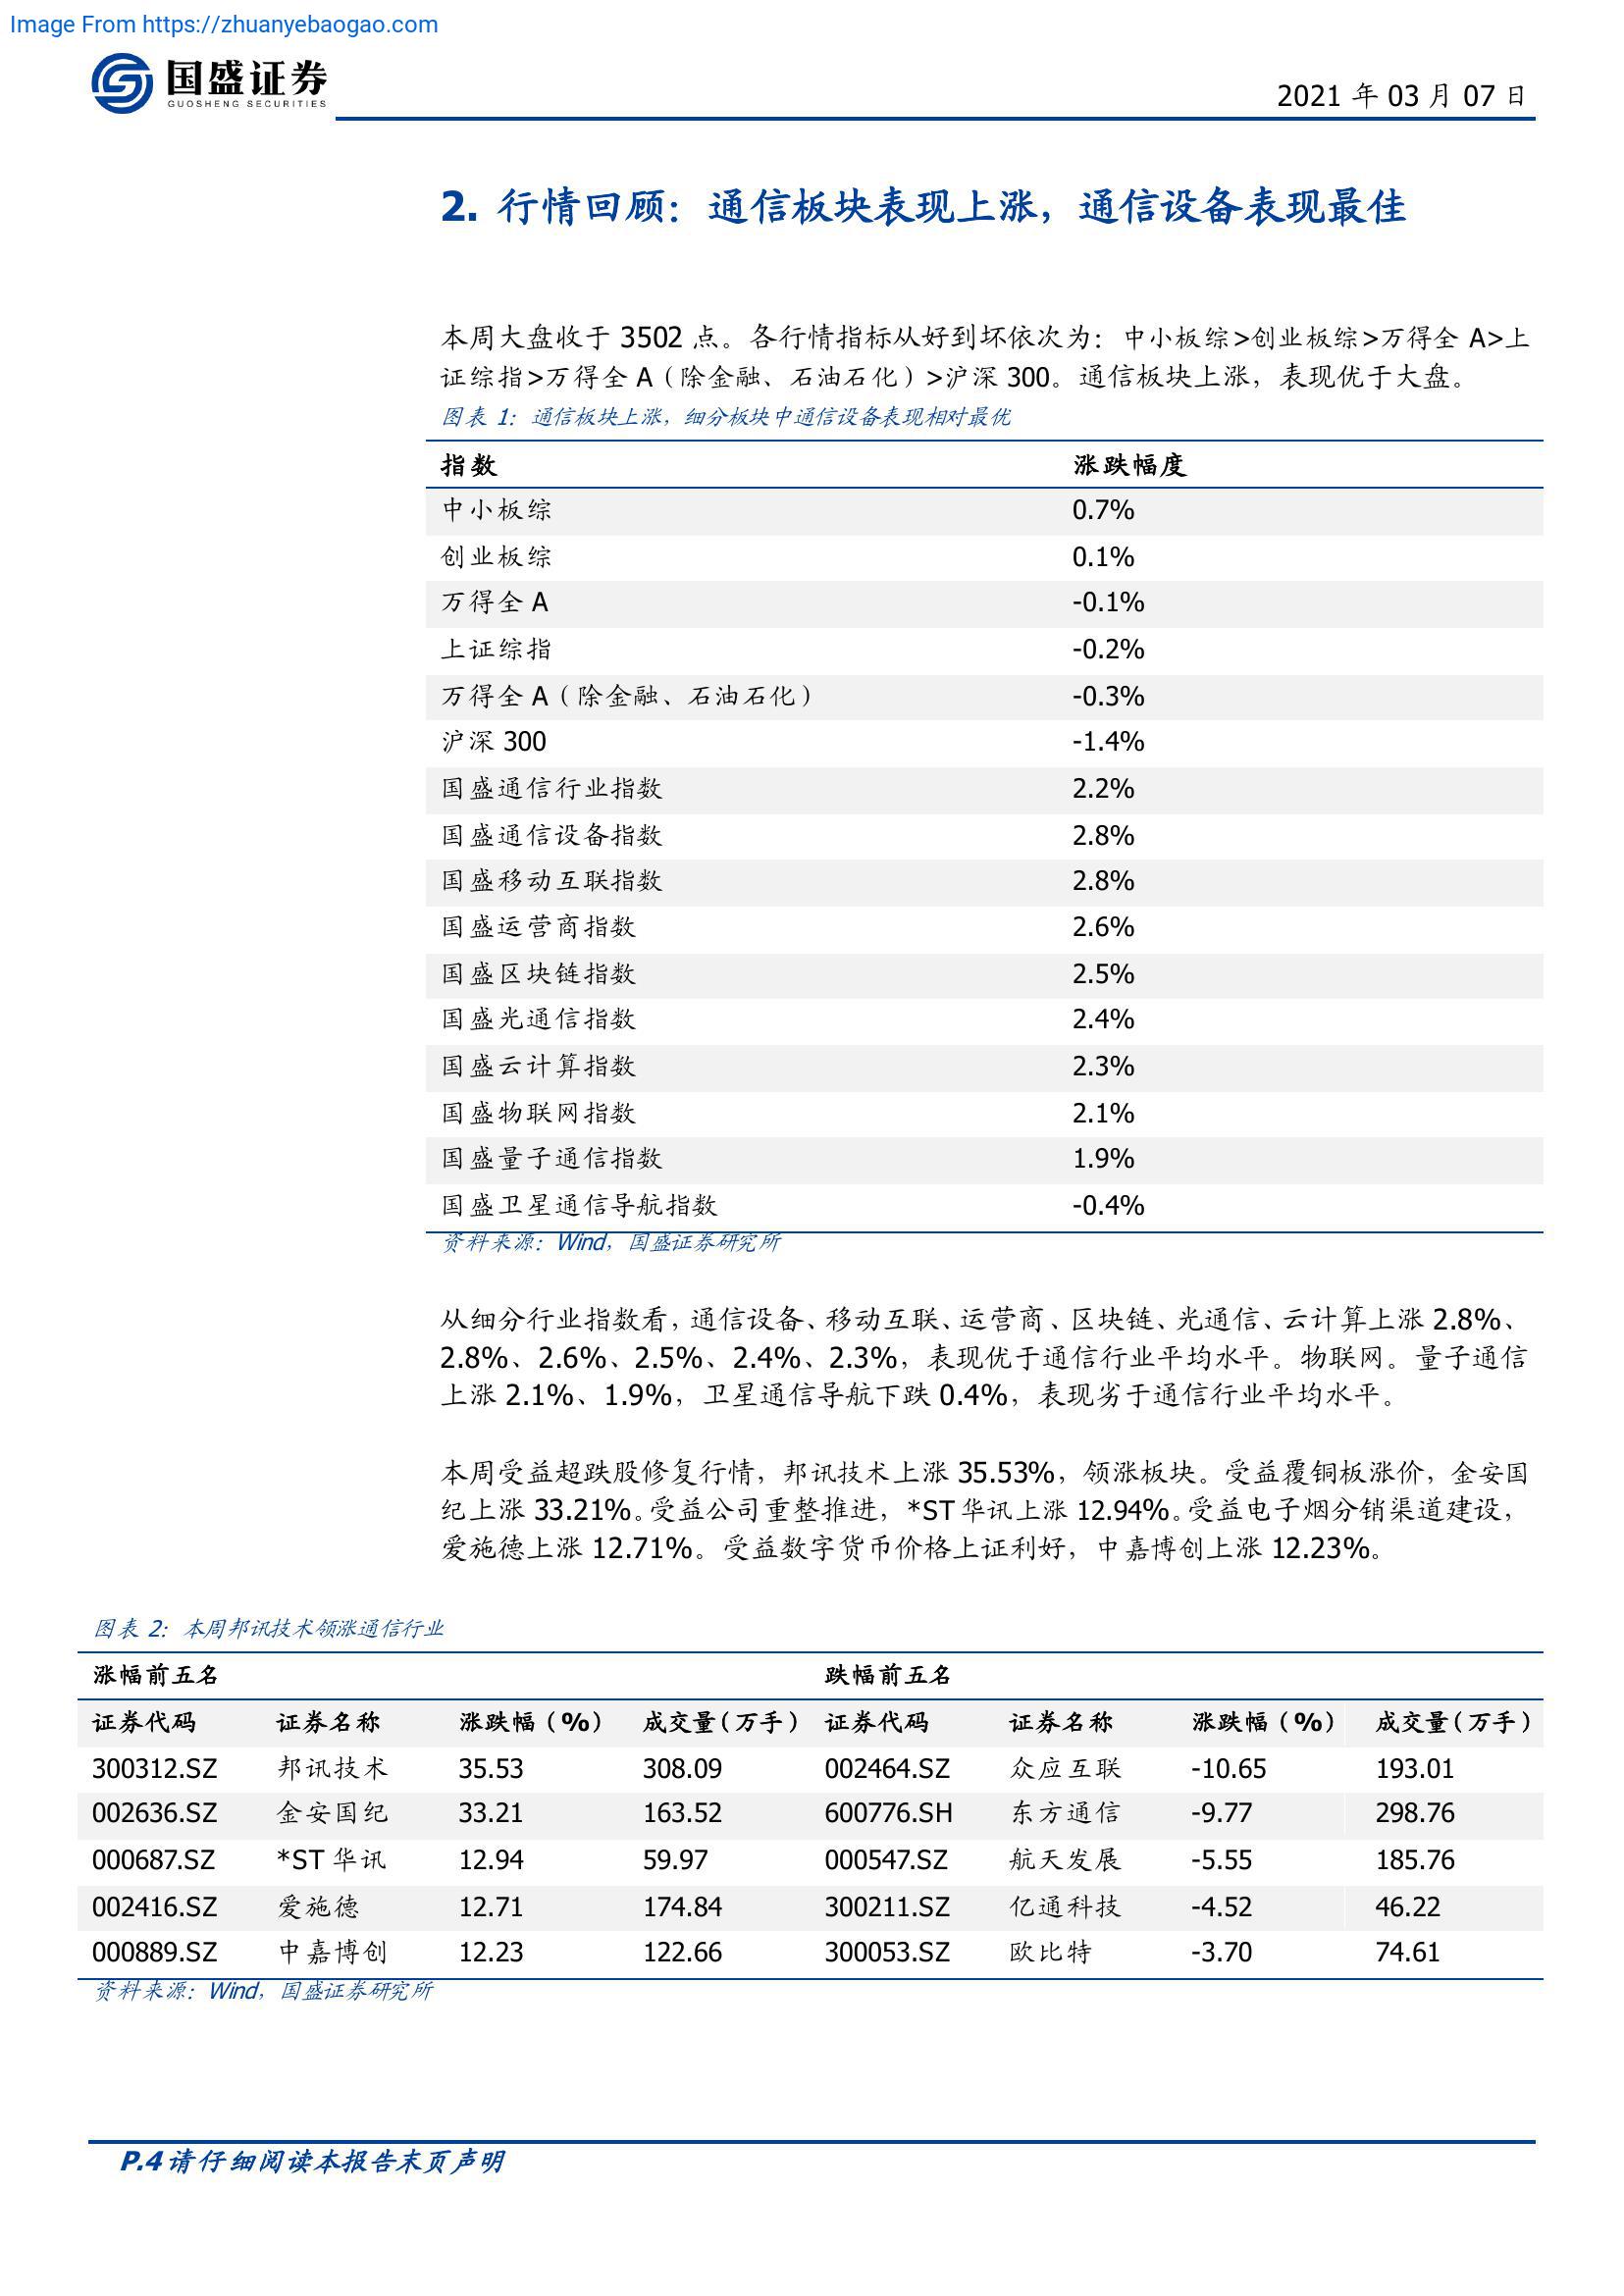 Image From https://zhuanyebaogao.com
国盛证券
GUOSHENG SECURITIES
2021 年 03 月 07 日
2. 行情回顾：通信板块表现上涨，通信设备表现最佳
本周大盘收于 3502 点。各行情指标从好到坏依次为：中小板综>创业板综>万得全 A>上
证综指>万得全 A（除金融、石油石化）>沪深 300。通信板块上涨，表现优于大盘。
图表 1：通信板块上涨，细分板块中通信设备表现相对最优
指数 涨跌幅度
中小板综 0.7%
创业板综 0.1%
万得全 A -0.1%
上证综指 -0.2%
万得全 A（除金融、石油石化） -0.3%
沪深 300 -1.4%
国盛通信行业指数 2.2%
国盛通信设备指数 2.8%
国盛移动互联指数 2.8%
国盛运营商指数 2.6%
国盛区块链指数 2.5%
国盛光通信指数 2.4%
国盛云计算指数 2.3%
国盛物联网指数 2.1%
国盛量子通信指数 1.9%
国盛卫星通信导航指数 -0.4%
资料来源：Wind，国盛证券研究所
从细分行业指数看，通信设备、移动互联、运营商、区块链、光通信、云计算上涨 2.8%、
2.8%、2.6%、2.5%、2.4%、2.3%，表现优于通信行业平均水平。物联网。量子通信
上涨 2.1%、1.9%，卫星通信导航下跌 0.4%，表现劣于通信行业平均水平。
本周受益超跌股修复行情，邦讯技术上涨 35.53%，领涨板块。受益覆铜板涨价，金安国
纪上涨 33.21%。受益公司重整推进，*ST 华讯上涨 12.94%。受益电子烟分销渠道建设，
爱施德上涨 12.71%。受益数字货币价格上证利好，中嘉博创上涨 12.23%。
图表 2：本周邦讯技术领涨通信行业
涨幅前五名 跌幅前五名
证券代码 证券名称 涨跌幅（%） 成交量（万手） 证券代码 证券名称 涨跌幅（%） 成交量（万手）
300312.SZ 邦讯技术 35.53 308.09 002464.SZ 众应互联 -10.65 193.01
002636.SZ 金安国纪 33.21 163.52 600776.SH 东方通信 -9.77 298.76
000687.SZ *ST 华讯 12.94 59.97 000547.SZ 航天发展 -5.55 185.76
002416.SZ 爱施德 12.71 174.84 300211.SZ 亿通科技 -4.52 46.22
000889.SZ 中嘉博创 12.23 122.66 300053.SZ 欧比特 -3.70 74.61
资料来源：Wind，国盛证券研究所
P.4 请仔细阅读本报告末页声明